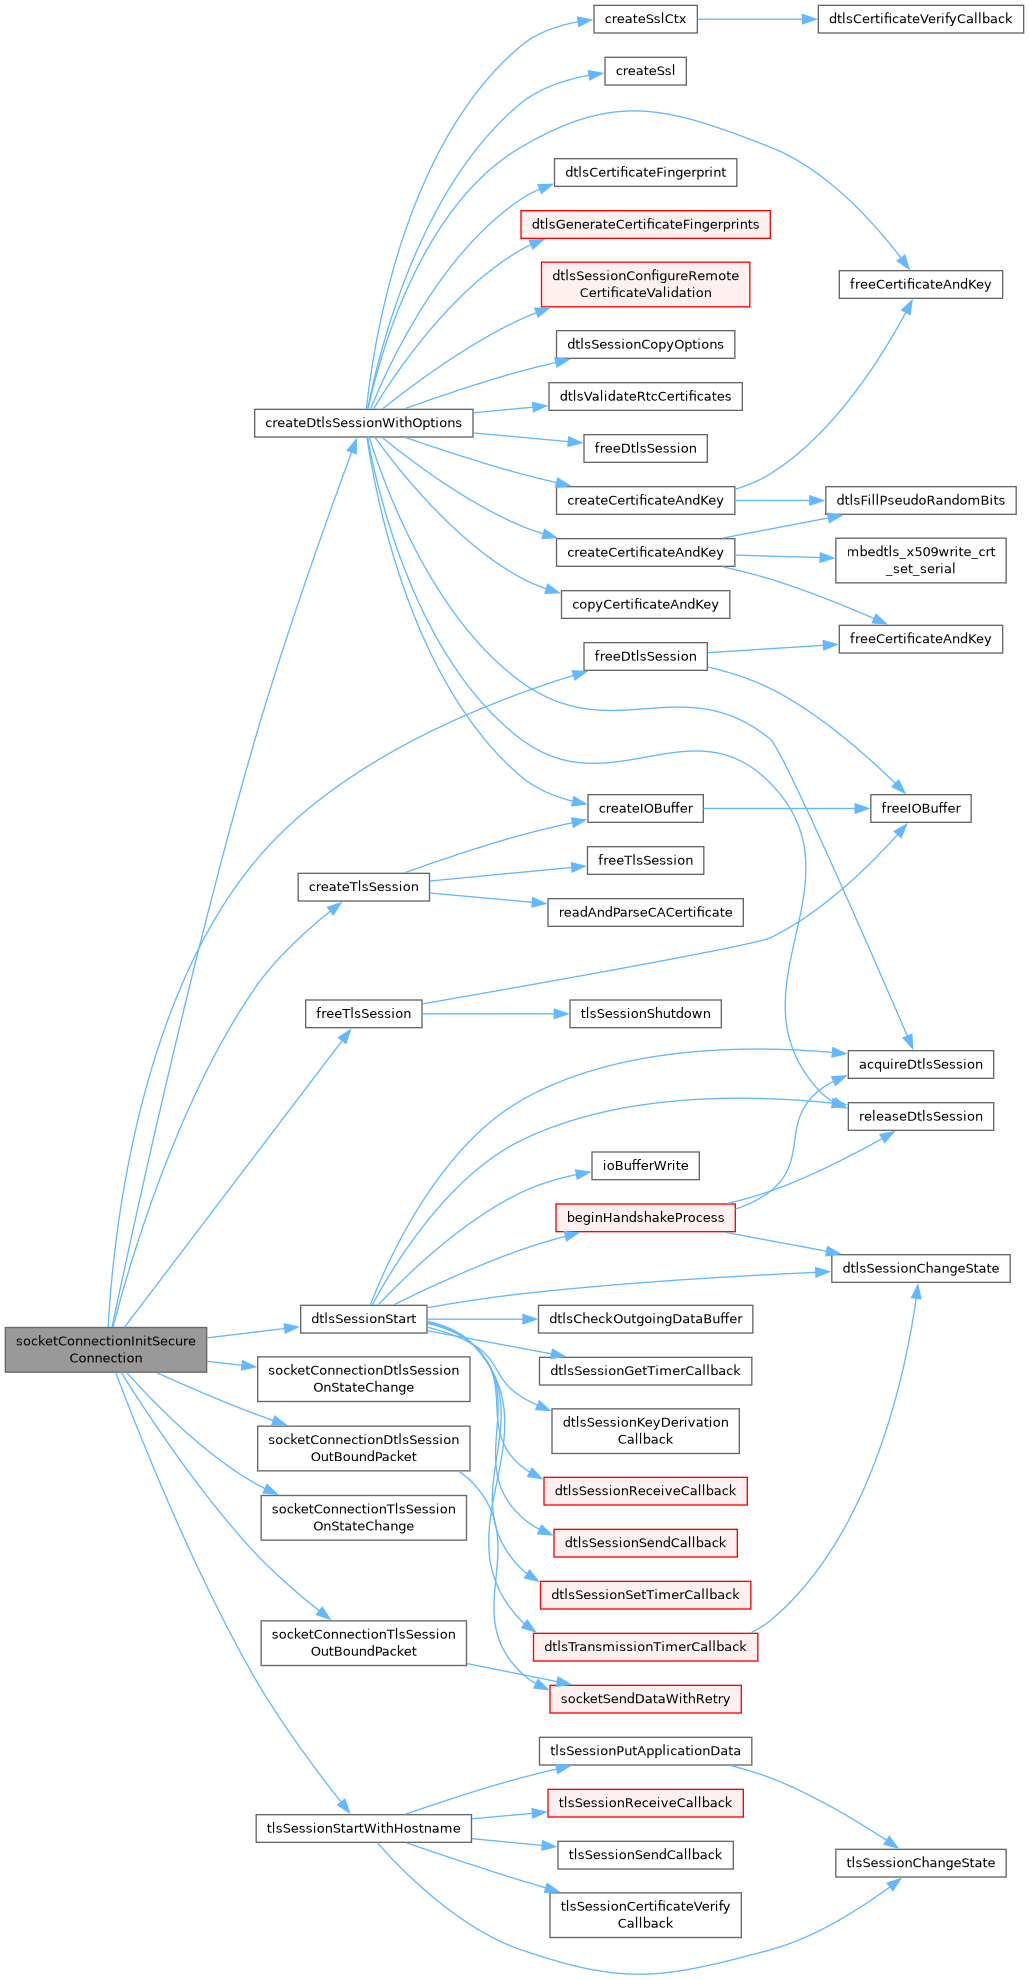 createSslCtx
dtlsCertificateVerifyCallback
createSsl
dtlsCertificateFingerprint
dtlsGenerateCertificateFingerprints
dtlsSessionConfigureRemote
CertificateValidation
freeCertificateAndKey
dtlsSessionCopyOptions
dtlsValidateRtcCertificates
createDtlsSessionWithOptions
freeDtlsSession
createCertificateAndKey
dtlsFillPseudoRandomBits
createCertificateAndKey
mbedtls_x509write_crt
_set_serial
copyCertificateAndKey
freeCertificateAndKey
freeDtlsSession
createIOBuffer
freeIOBuffer
freeTlsSession
createTlsSession
readAndParseCACertificate
freeTlsSession
tlsSessionShutdown
acquireDtlsSession
releaseDtlsSession
ioBufferWrite
beginHandshakeProcess
dtlsSessionChangeState
dtlsSessionStart
dtlsCheckOutgoingDataBuffer
socketConnectionInitSecure
Connection
dtlsSessionGetTimerCallback
socketConnectionDtlsSession
OnStateChange
dtlsSessionKeyDerivation
Callback
socketConnectionDtlsSession
OutBoundPacket
dtlsSessionReceiveCallback
socketConnectionTlsSession
OnStateChange
dtlsSessionSendCallback
dtlsSessionSetTimerCallback
socketConnectionTlsSession
OutBoundPacket
dtlsTransmissionTimerCallback
socketSendDataWithRetry
tlsSessionPutApplicationData
tlsSessionReceiveCallback
tlsSessionStartWithHostname
tlsSessionSendCallback
tlsSessionChangeState
tlsSessionCertificateVerify
Callback